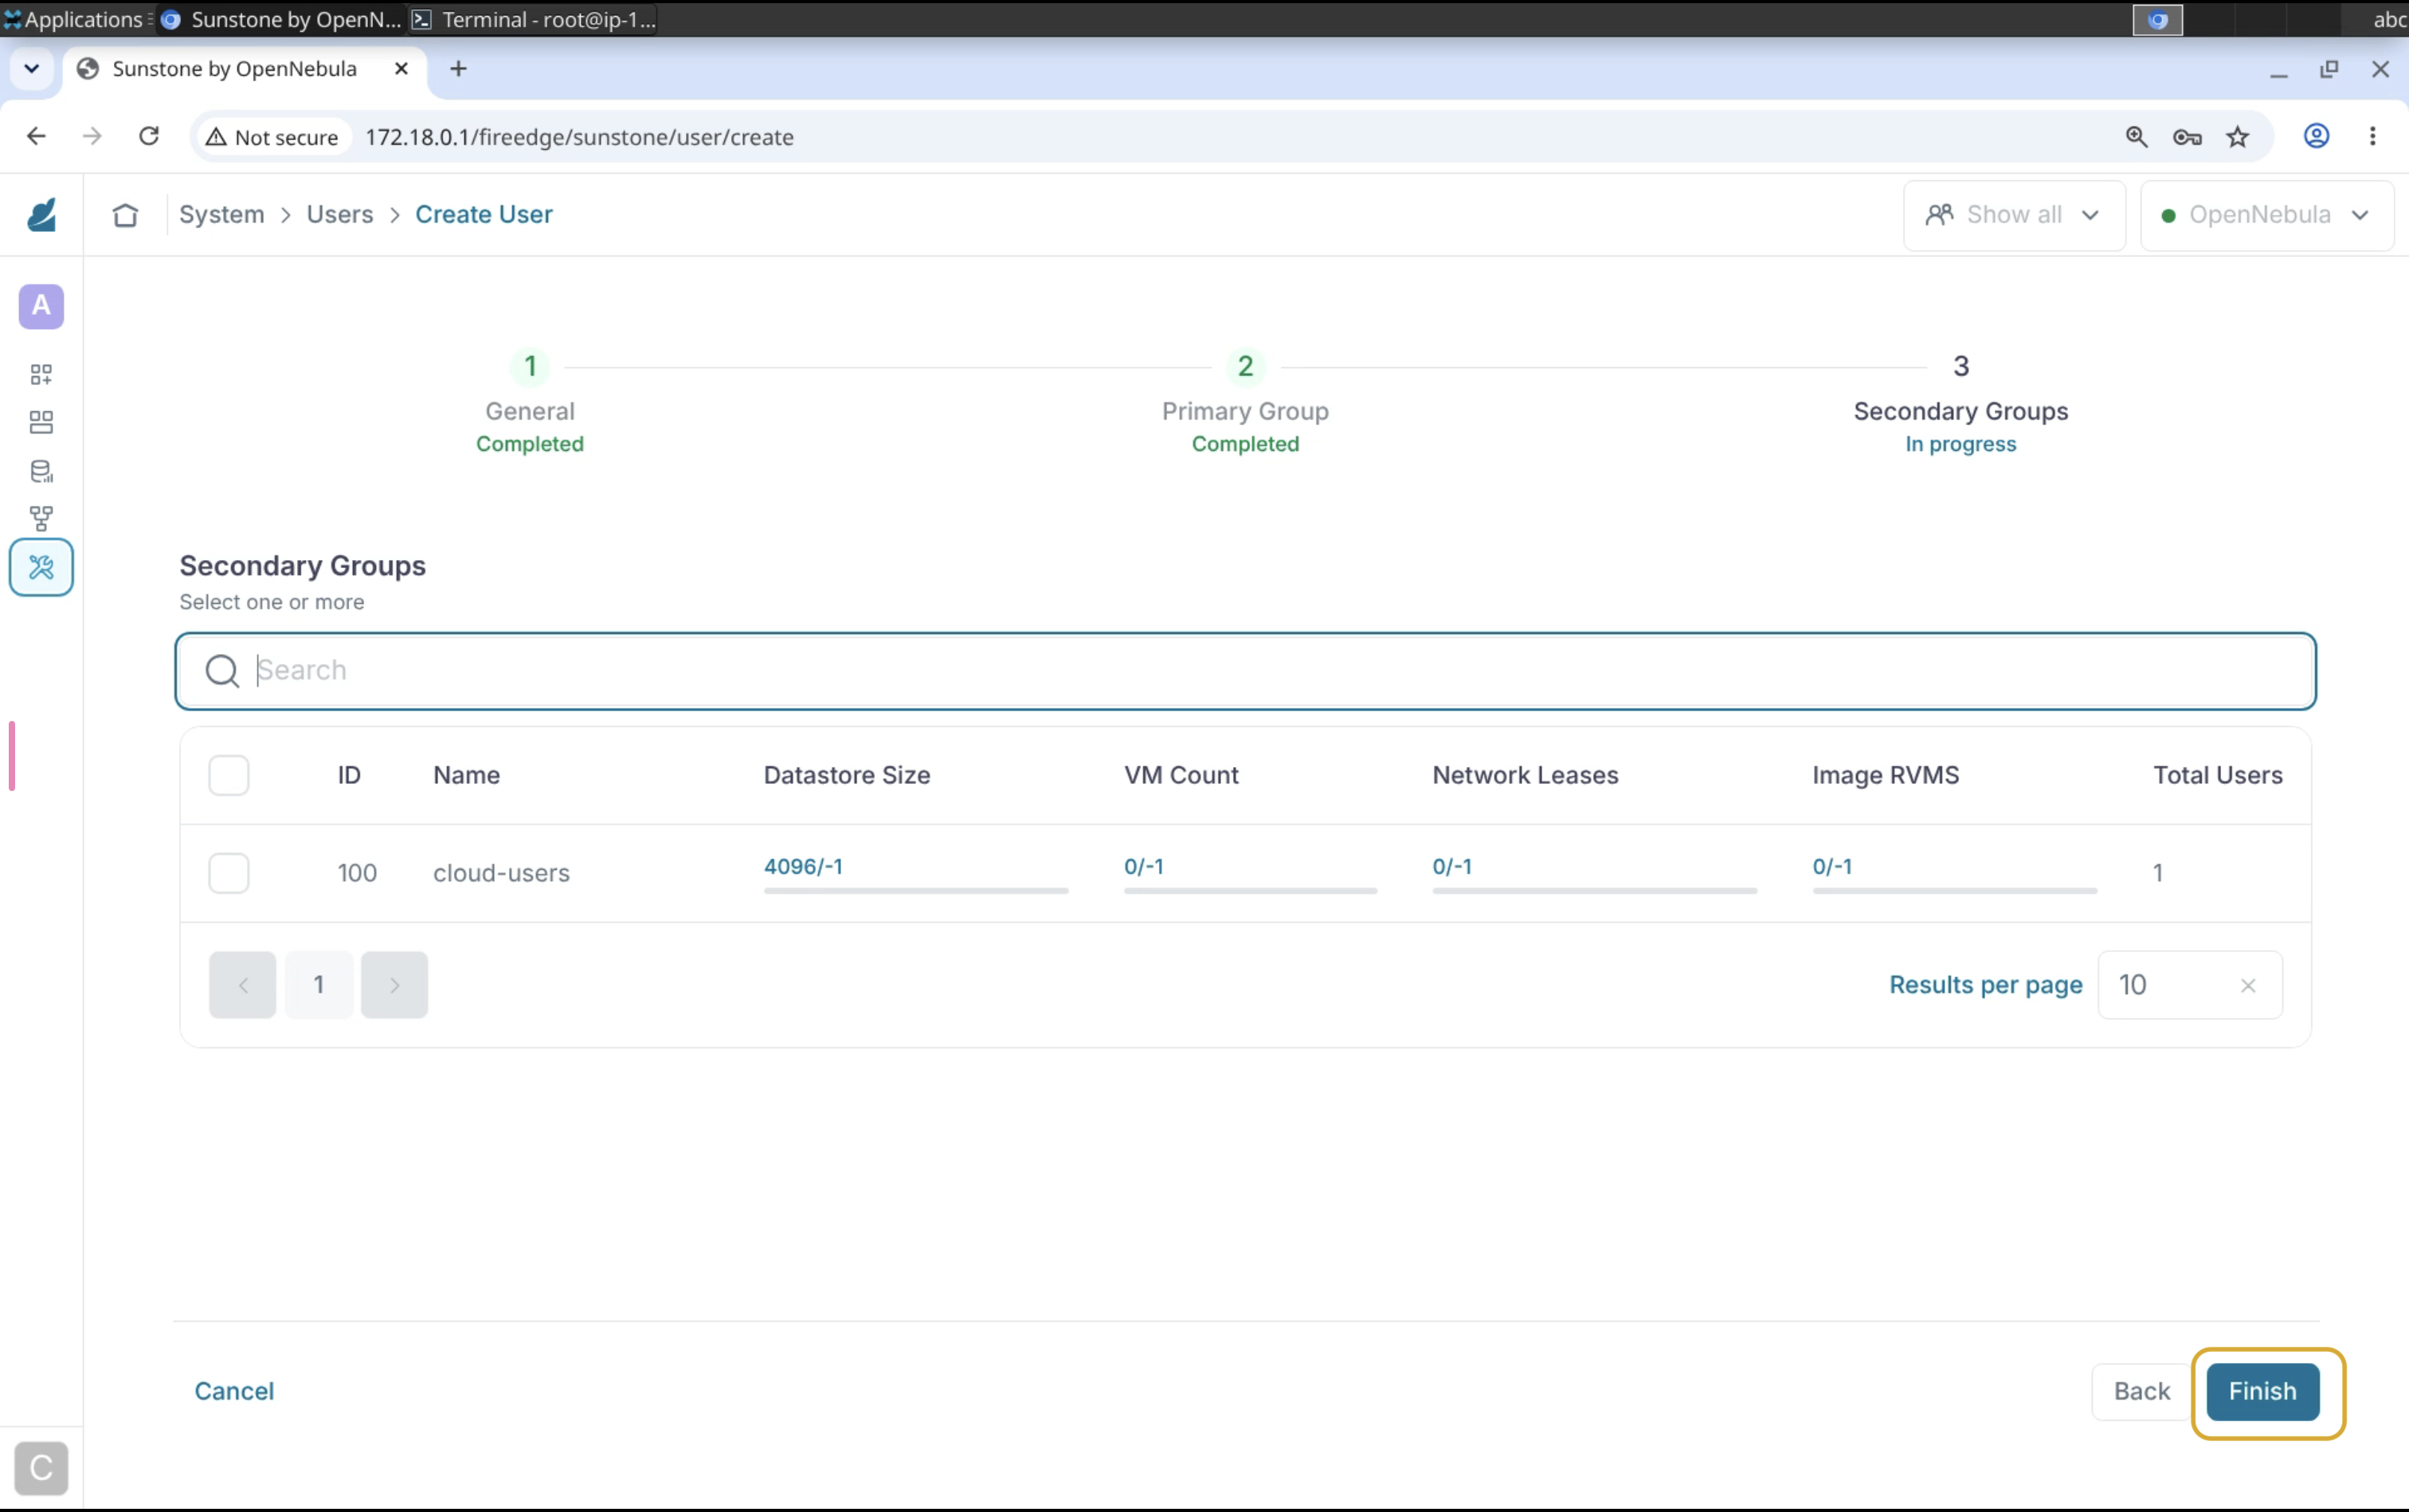 Applications Sunstone by OpenN... Terminal - root@ip-1... abc
Sunstone by OpenNebula
Not secure 172.18.0.1/fireedge/sunstone/user/create
System > Users > Create User Show all OpenNebula
A
1 2 3
General Primary Group Secondary Groups
Completed Completed In progress
Secondary Groups
Select one or more
Search
ID Name Datastore Size VM Count Network Leases Image RVMS Total Users
100 cloud-users 4096/-1 0/-1 0/-1 0/-1 1
< 1 > Results per page 10
Cancel Back Finish
C